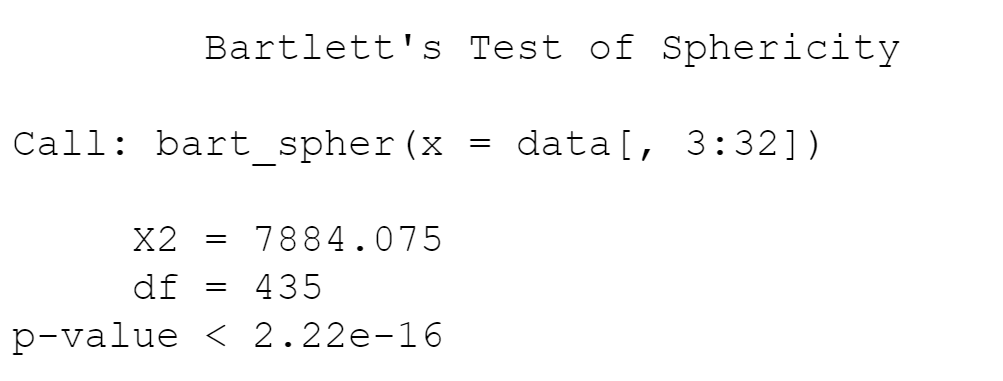 Bartlett's Test of Sphericity
Call: bart_spher(x = data[, 3:32])
X2 = 7884.075
df = 435
p-value < 2.22e-16